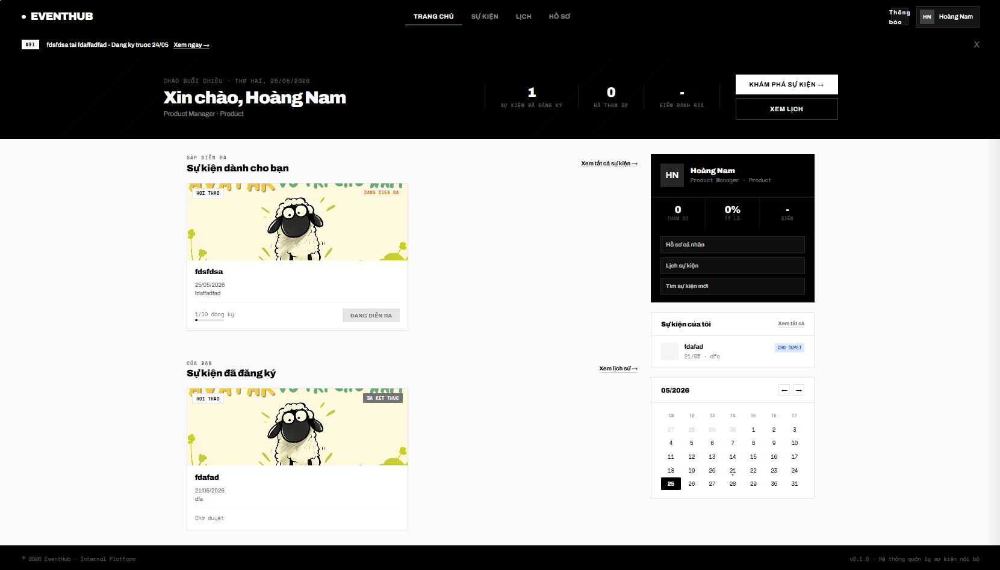 EVENTHUB
TRANG CHỦ
SỰ KIỆN
LỊCH
HỒ SƠ
Thông
báo
HN
Hoàng Nam
MỚI
fdsfdsa tai fdaffadfad - Dang ky truoc 24/05 Xem ngay →
X
CHÀO BUỔI CHIỀU · THỨ HAI, 25/05/2026
Xin chào, Hoàng Nam
Product Manager · Product
1
SỰ KIỆN ĐÃ ĐĂNG KÝ
0
ĐÃ THAM DỰ
-
ĐIỂM ĐÁNH GIÁ
KHÁM PHÁ SỰ KIỆN →
XEM LỊCH
SẮP DIỄN RA
Sự kiện dành cho bạn
Xem tất cả sự kiện →
HOI THAO
DANG DIEN RA
fdsfdsa
25/05/2026
fdaffadfad
1/10 đăng ký
ĐANG DIỄN RA
CỦA BẠN
Sự kiện đã đăng ký
Xem lịch sử →
HOI THAO
DA KET THUC
fdafad
21/05/2026
dfa
Chờ duyệt
HN
Hoàng Nam
Product Manager · Product
0
THAM DỰ
0%
TỶ LỆ
-
ĐIỂM
Hồ sơ cá nhân
Lịch sự kiện
Tìm sự kiện mới
Sự kiện của tôi
Xem tất cả
fdafad
21/05 · dfa
CHO DUYET
05/2026
← →
CN T2 T3 T4 T5 T6 T7
27 28 29 30 1 2 3
4 5 6 7 8 9 10
11 12 13 14 15 16 17
18 19 20 21 22 23 24
25 26 27 28 29 30 31
© 2026 EventHub · Internal Platform
v2.1.0 · Hệ thống quản lý sự kiện nội bộ